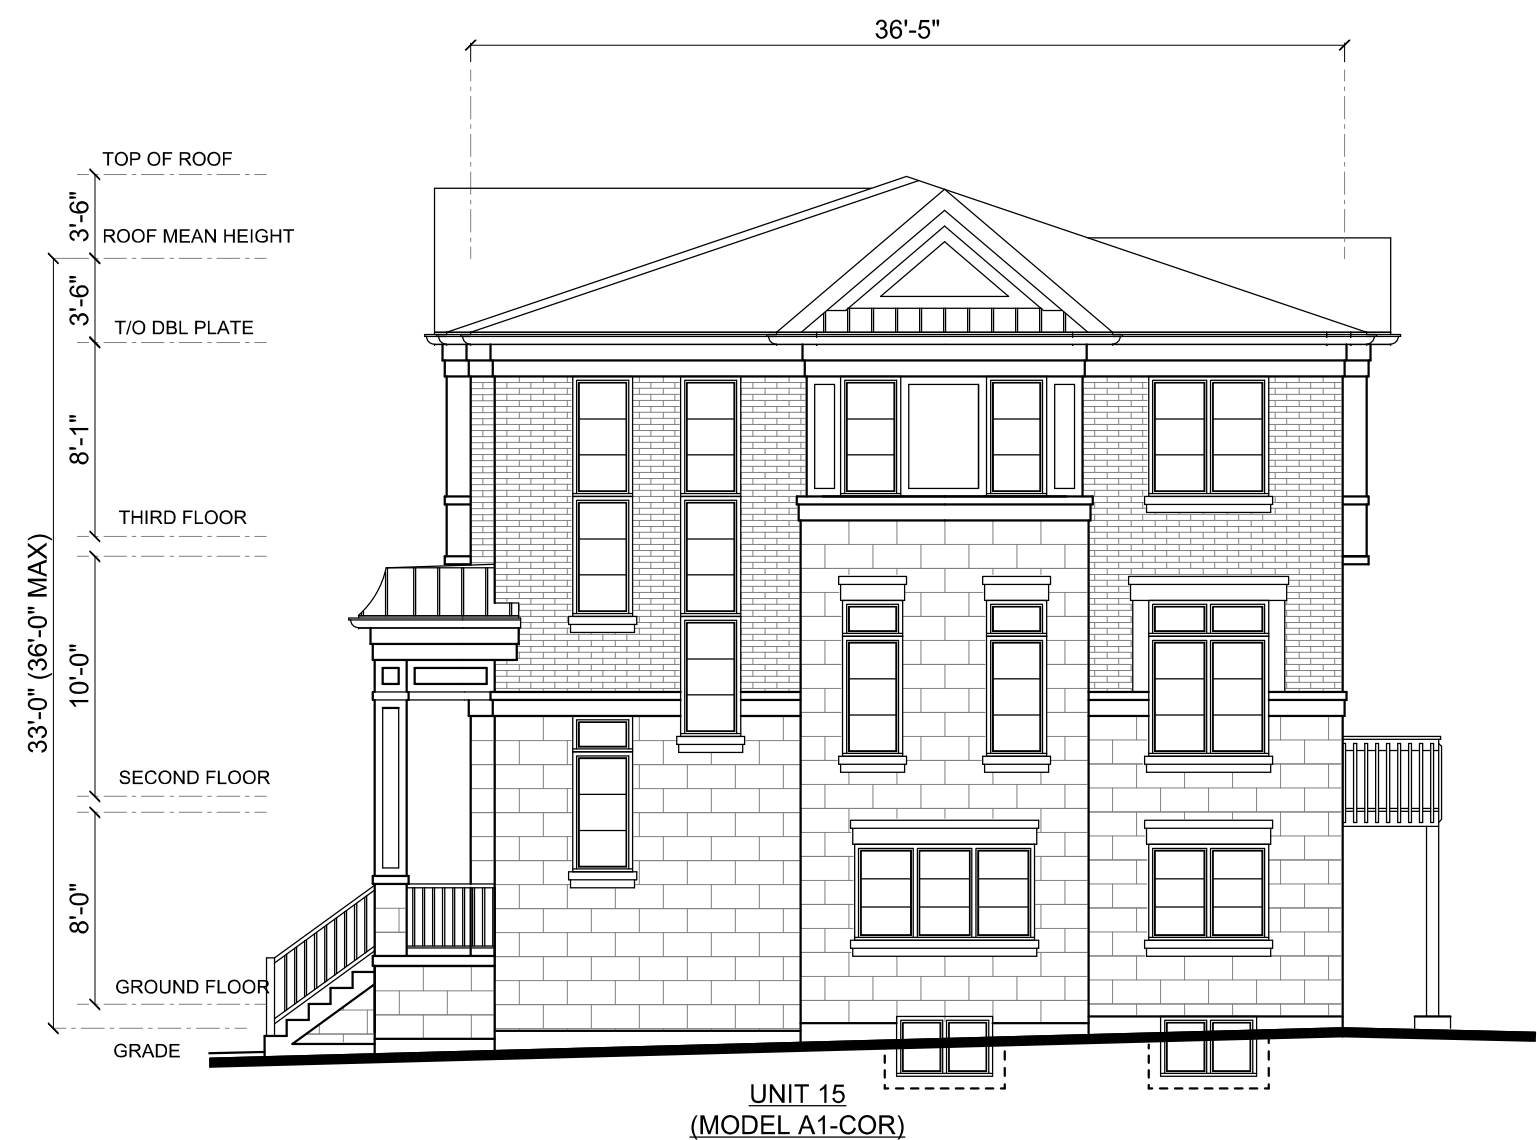 36'-5"
TOP OF ROOF
3'-6"
ROOF MEAN HEIGHT
3'-6"
T/O DBL PLATE
8'-1"
THIRD FLOOR
33'-0" (36'-0" MAX)
10'-0"
SECOND FLOOR
8'-0"
GROUND FLOOR
GRADE
UNIT 15
(MODEL A1-COR)